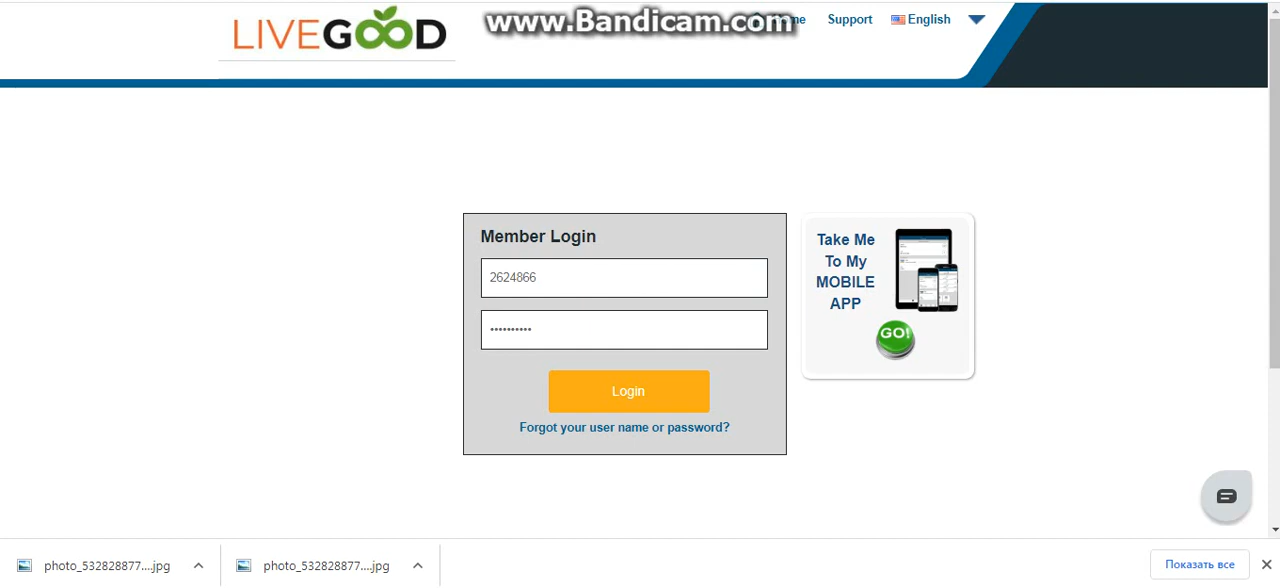 LIVEGOOD
www.Bandicam.com
Support
English
Member Login
2624866
••••••••••
Login
Forgot your user name or password?
Take Me
To My
MOBILE
APP
GO!
photo_532828877....jpg
photo_532828877....jpg
Показать все